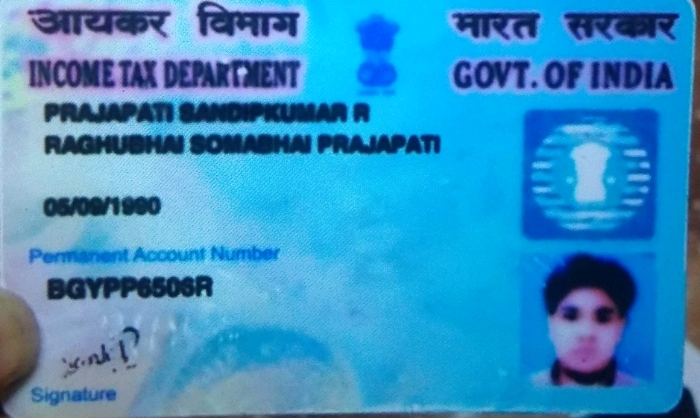 आयकर विभाग भारत सरकार
INCOME TAX DEPARTMENT GOVT. OF INDIA
PRAJAPATI SANDIPKUMAR R
RAGHUBHAI SOMABHAI PRAJAPATI
05/09/1990
Permanent Account Number
BGYPP6506R
Signature